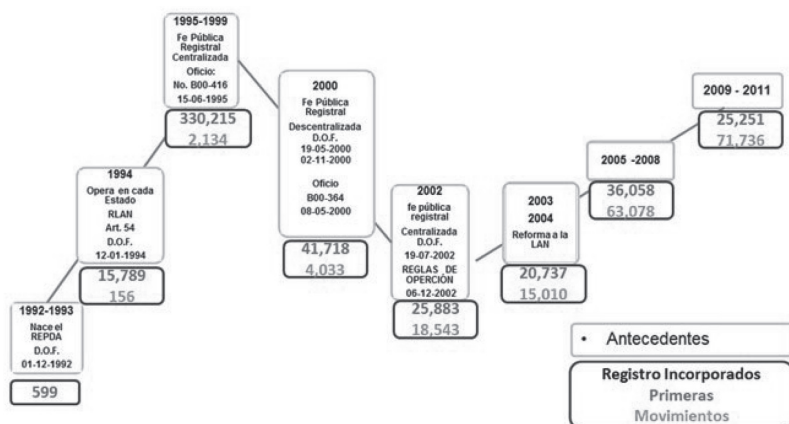 1992-1993
Nace el
REPDA
D.O.F.
01-12-1992
599
1994
Opera en cada
Estado
RLAN
Art. 54
D.O.F.
12-01-1994
15,789
156
1995-1999
Fe Pública
Registral
Centralizada
Oficio:
No. B00-416
15-06-1995
330,215
2,134
2000
Fe Pública
Registral
Descentralizada
D.O.F.
19-05-2000
02-11-2000
Oficio
B00-364
08-05-2000
41,718
4,033
2002
fe pública
registral
Centralizada
D.O.F.
19-07-2002
REGLAS DE
OPERCIÓN
06-12-2002
25,883
18,543
2003
2004
Reforma a la
LAN
20,737
15,010
2005 -2008
36,058
63,078
2009 - 2011
25,251
71,736
• Antecedentes
Registro Incorporados
Primeras
Movimientos